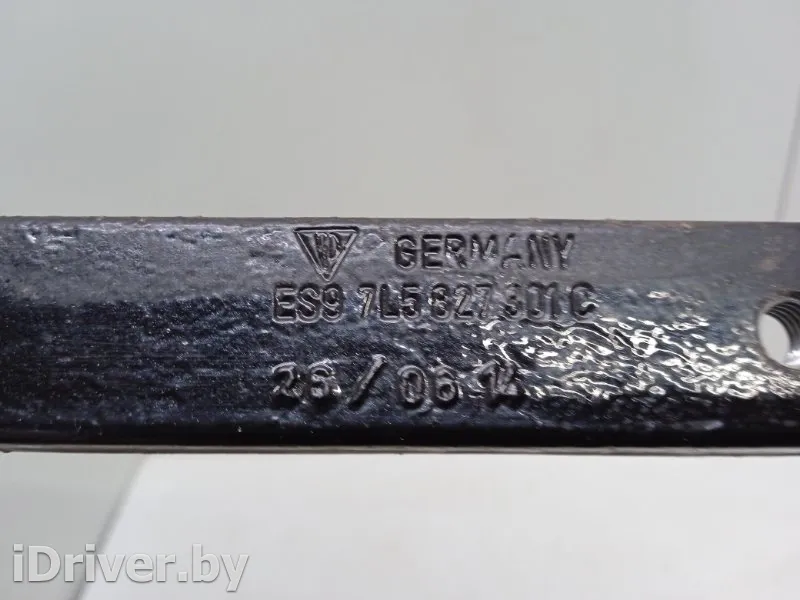 GERMANY
ES9 7L5 827 301 C
26/06 14
iDriver.by